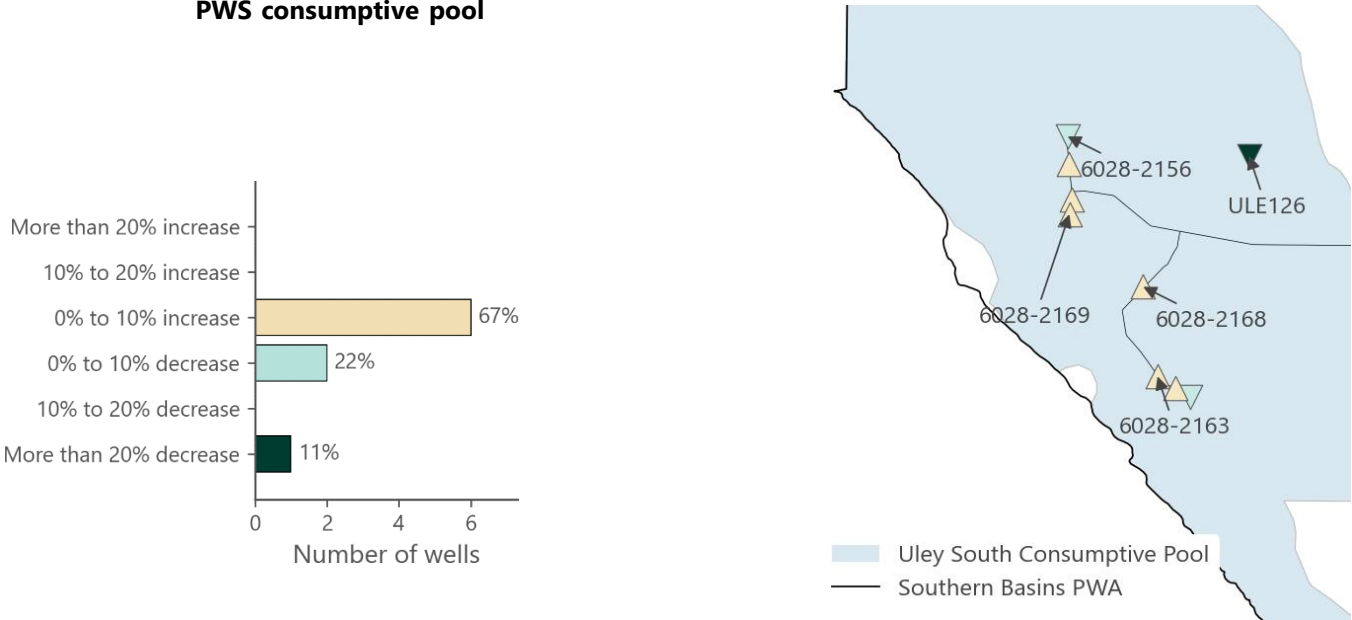 PWS consumptive pool
More than 20% increase
10% to 20% increase
0% to 10% increase
67%
0% to 10% decrease
22%
10% to 20% decrease
More than 20% decrease
11%
0 2 4 6
Number of wells
6028-2156
ULE126
6028-2169
6028-2168
6028-2163
Uley South Consumptive Pool
Southern Basins PWA